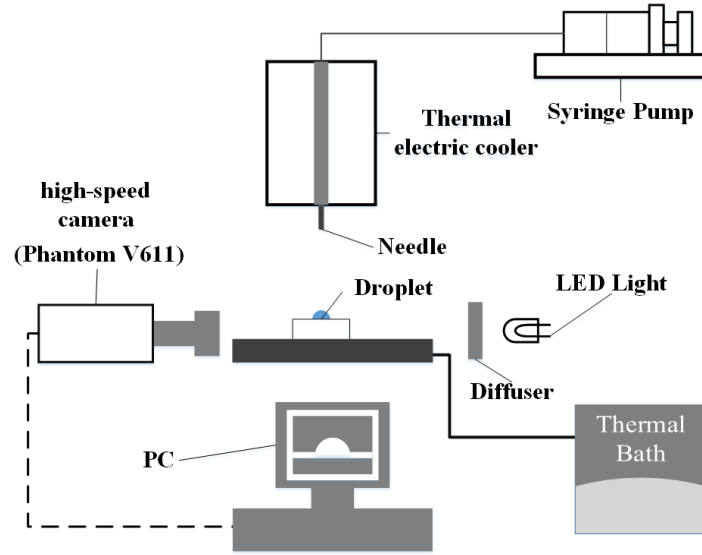 Syringe Pump
Thermal
electric cooler
high-speed
camera
(Phantom V611)
Needle
Droplet
LED Light
Diffuser
PC
Thermal
Bath